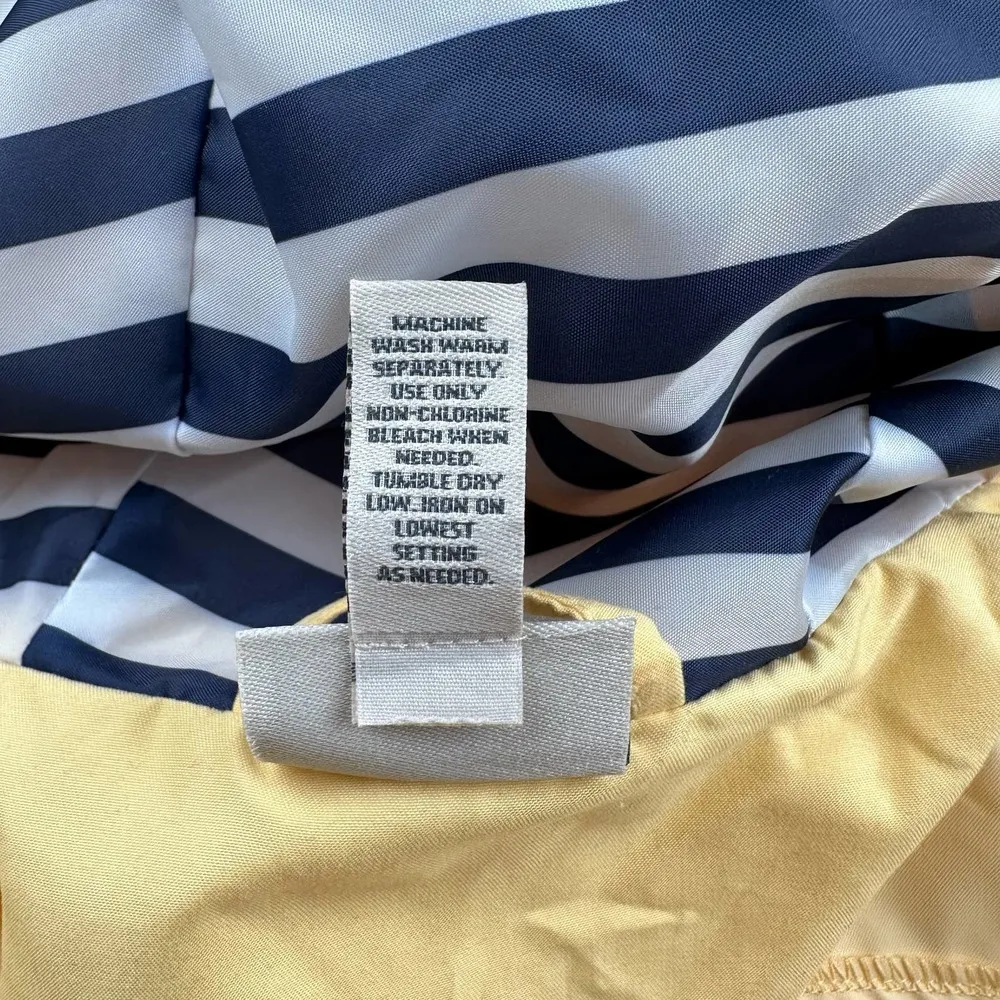 MACHINE
WASH WARM
SEPARATELY
USE ONLY
NON-CHLORINE
BLEACH WHEN
NEEDED.
TUMBLE DRY
LOW. IRON ON
LOWEST
SETTING
AS NEEDED.